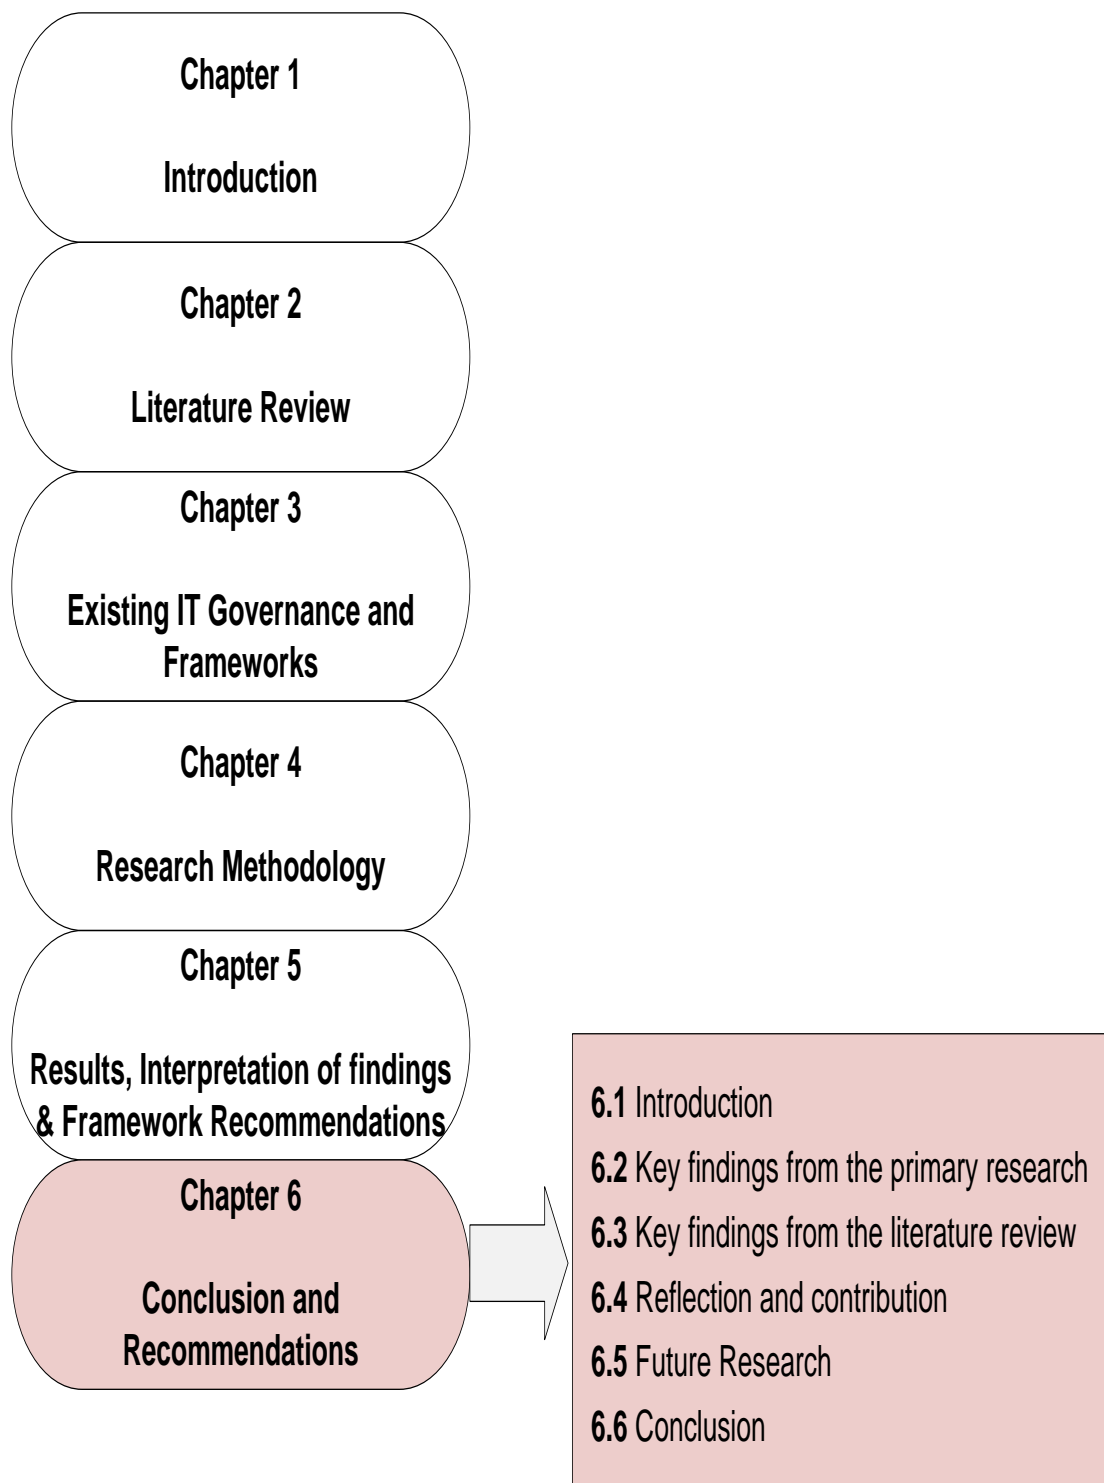 Chapter 1
Introduction
Chapter 2
Literature Review
Chapter 3
Existing IT Governance and
Frameworks
Chapter 4
Research Methodology
Chapter 5
Results, Interpretation of findings
& Framework Recommendations
Chapter 6
Conclusion and
Recommendations
6.1 Introduction
6.2 Key findings from the primary research
6.3 Key findings from the literature review
6.4 Reflection and contribution
6.5 Future Research
6.6 Conclusion